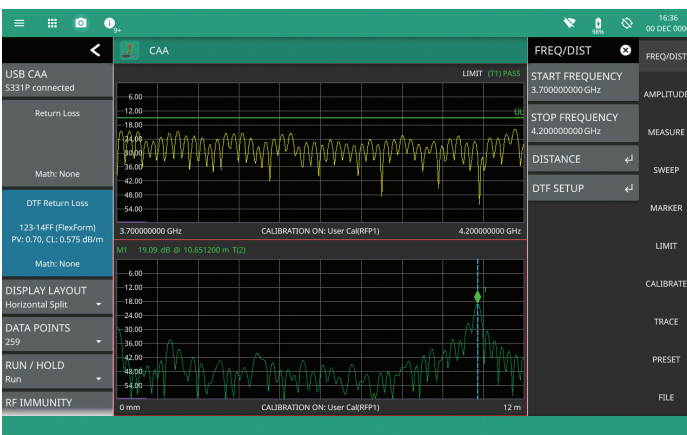 9+
98%
16:36
00 DEC 000
CAA
USB CAA
S331P connected
Return Loss
Math: None
DTF Return Loss
123-14FF (FlexForm)
PV: 0.70, CL: 0.575 dB/m
Math: None
DISPLAY LAYOUT
Horizontal Split
DATA POINTS
259
RUN / HOLD
Run
RF IMMUNITY
LIMIT (T1) PASS
6.00
12.00
UL
18.00
24.00
30.00
36.00
42.00
48.00
54.00
3.700000000 GHz CALIBRATION ON: User Cal(RFP1) 4.200000000 GHz
M1 19.09 dB @ 10.651200 m T(2)
1
6.00
12.00
18.00
24.00
30.00
36.00
42.00
48.00
54.00
0 mm CALIBRATION ON: User Cal(RFP1) 12 m
FREQ/DIST
START FREQUENCY
3.700000000 GHz
STOP FREQUENCY
4.200000000 GHz
DISTANCE
DTF SETUP
FREQ/DIST
AMPLITUDE
MEASURE
SWEEP
MARKER
LIMIT
CALIBRATE
TRACE
PRESET
FILE